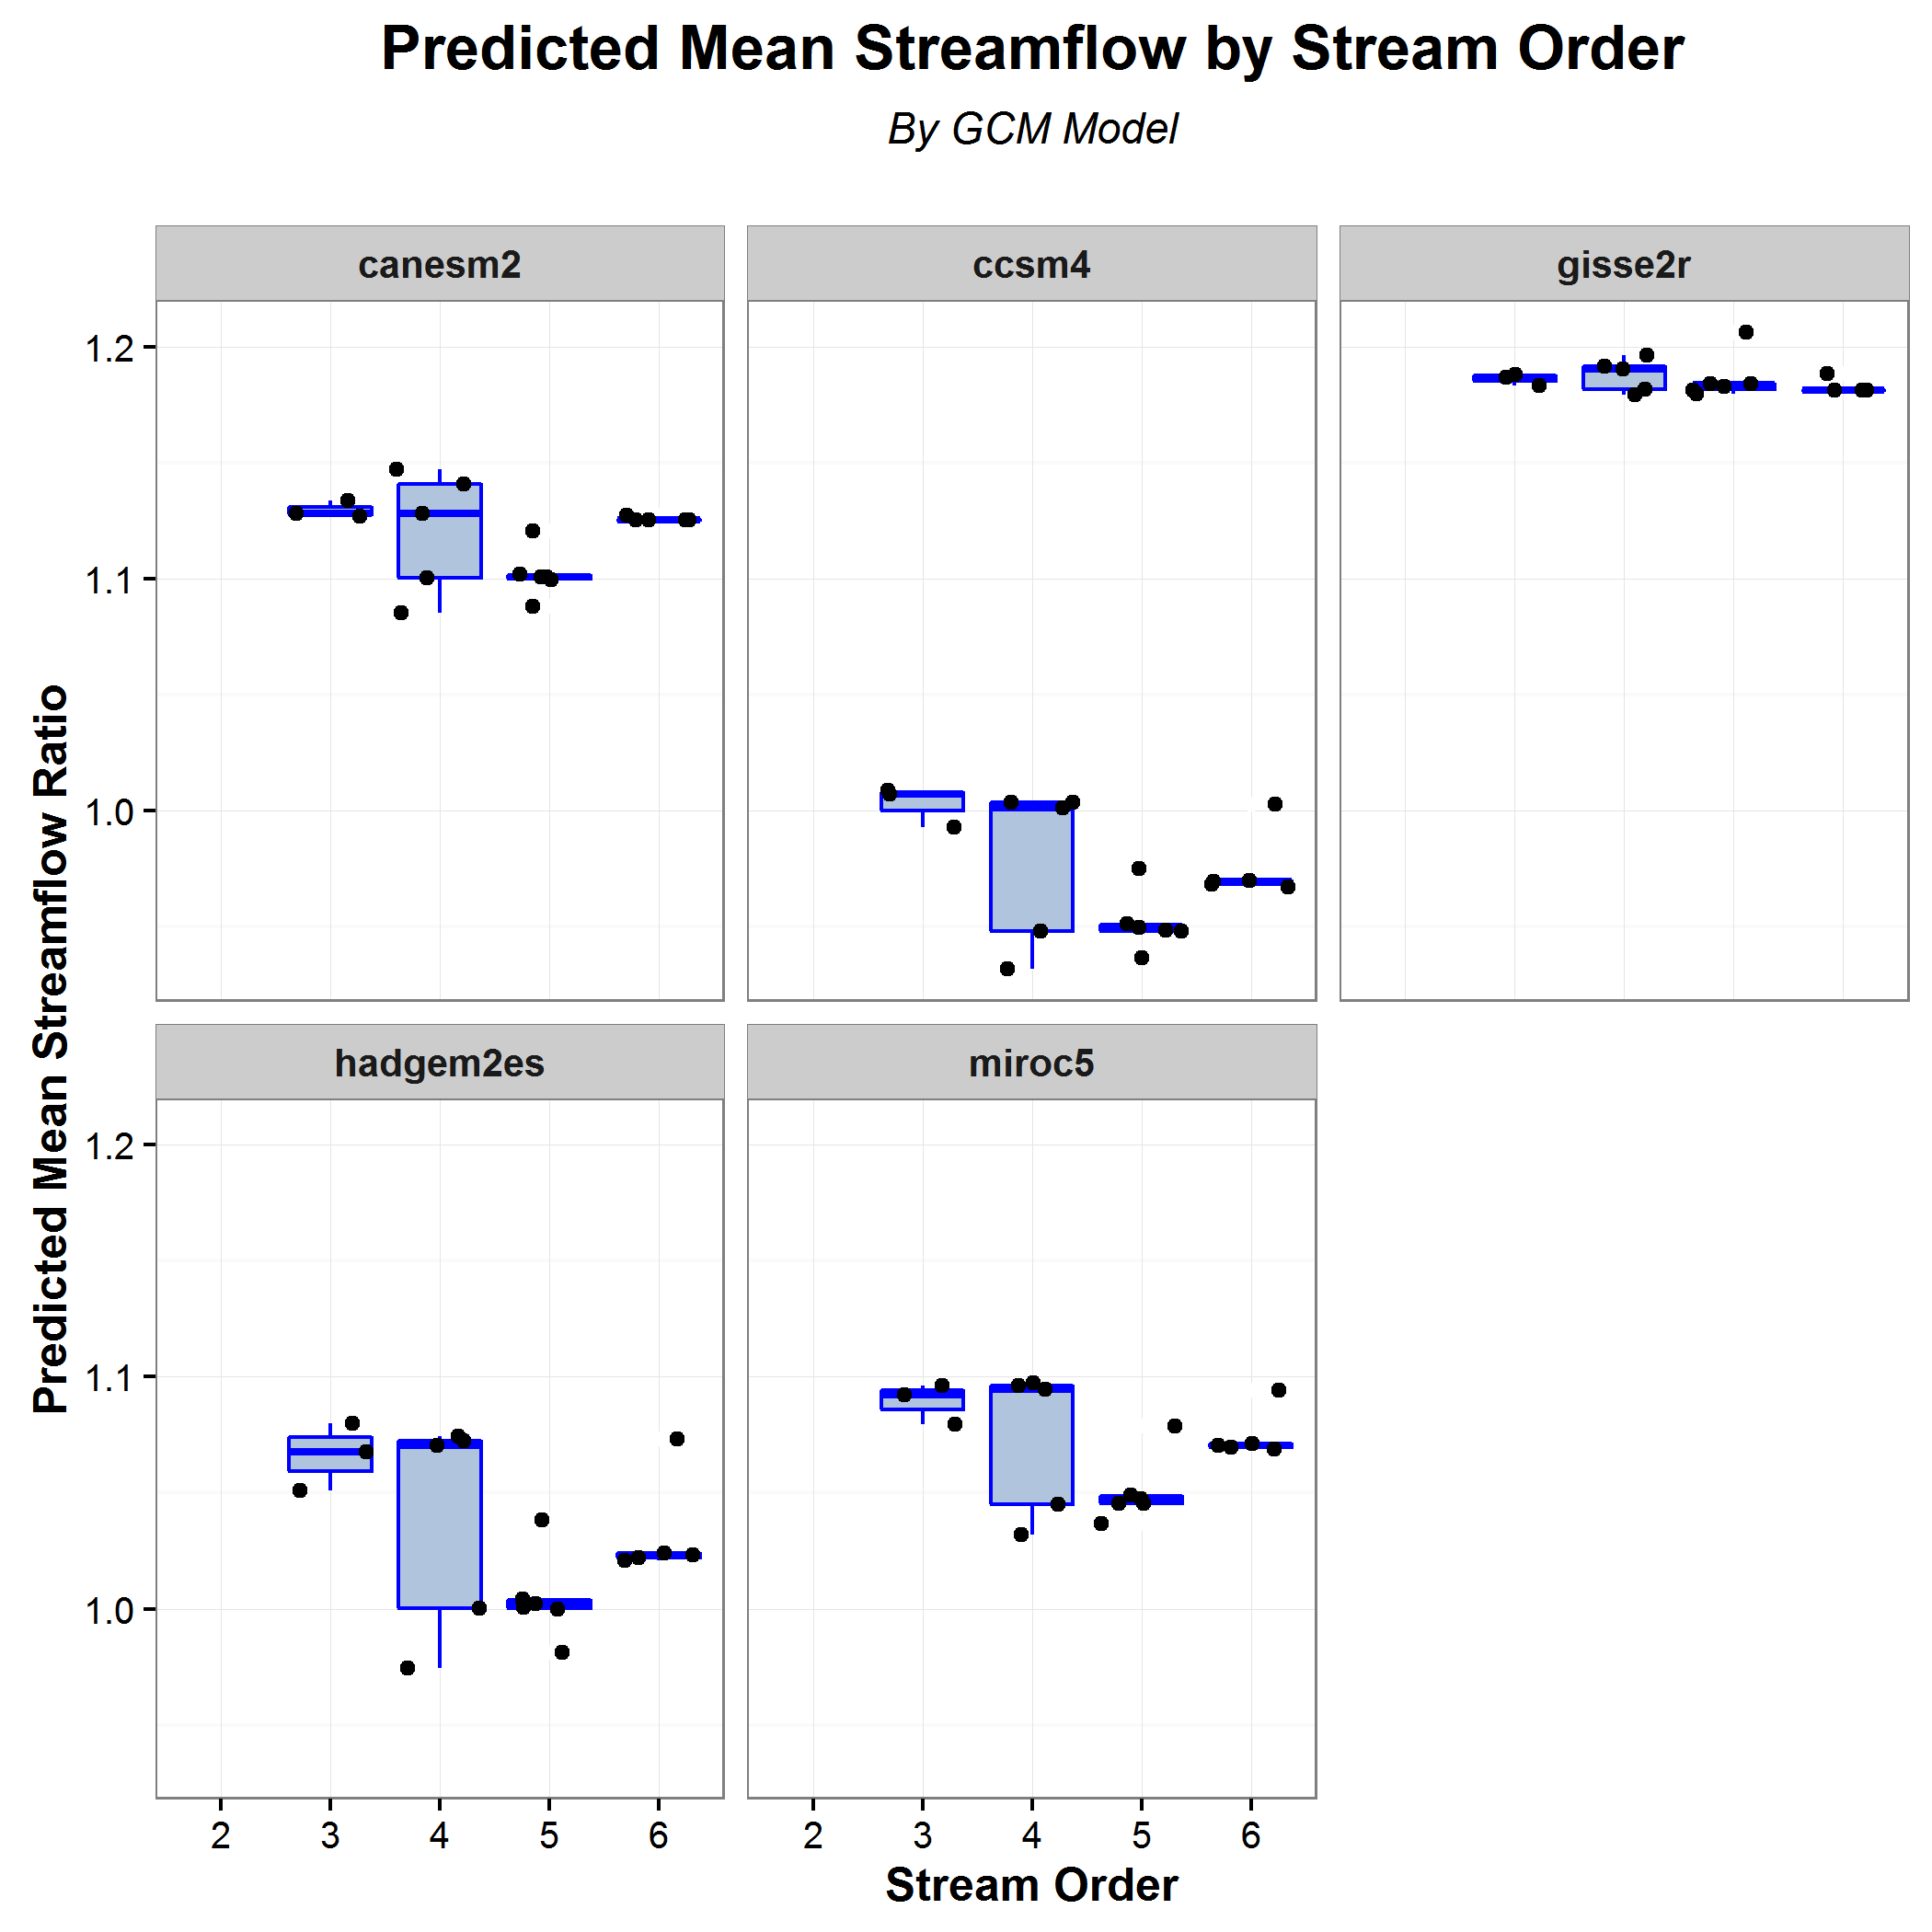 Predicted Mean Streamflow by Stream Order
By GCM Model
canesm2
ccsm4
gisse2r
1.2
1.1
1.0
Predicted Mean Streamflow Ratio
hadgem2es
miroc5
1.2
1.1
1.0
2 3 4 5 6
2 3 4 5 6
Stream Order